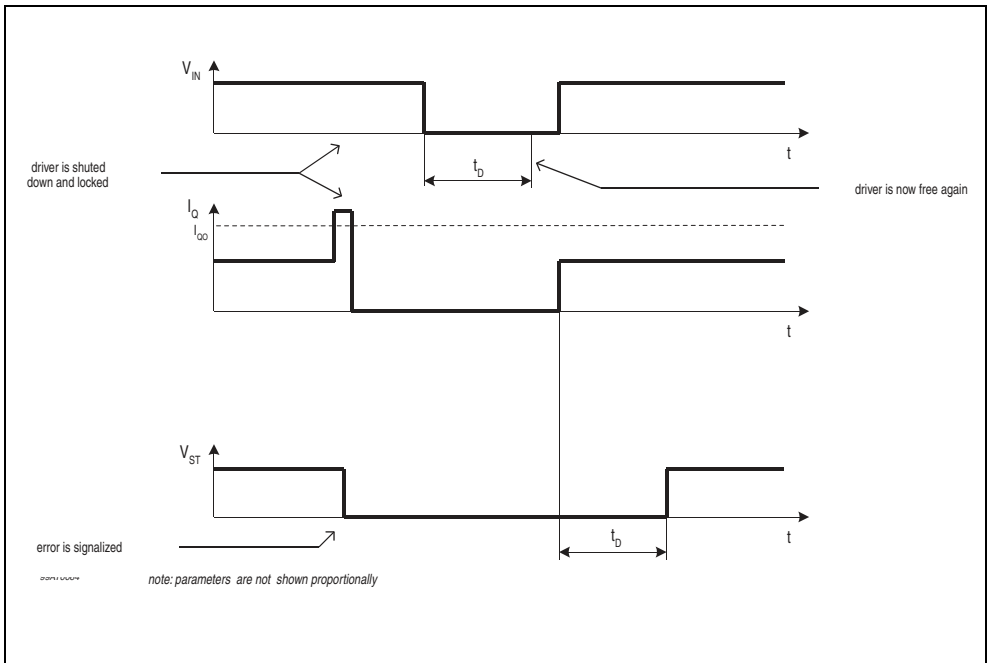 V_IN
t
driver is shuted
down and locked
t_D
driver is now free again
I_Q
I_QO
t
V_ST
t
t_D
error is signalized
note: parameters are not shown proportionally